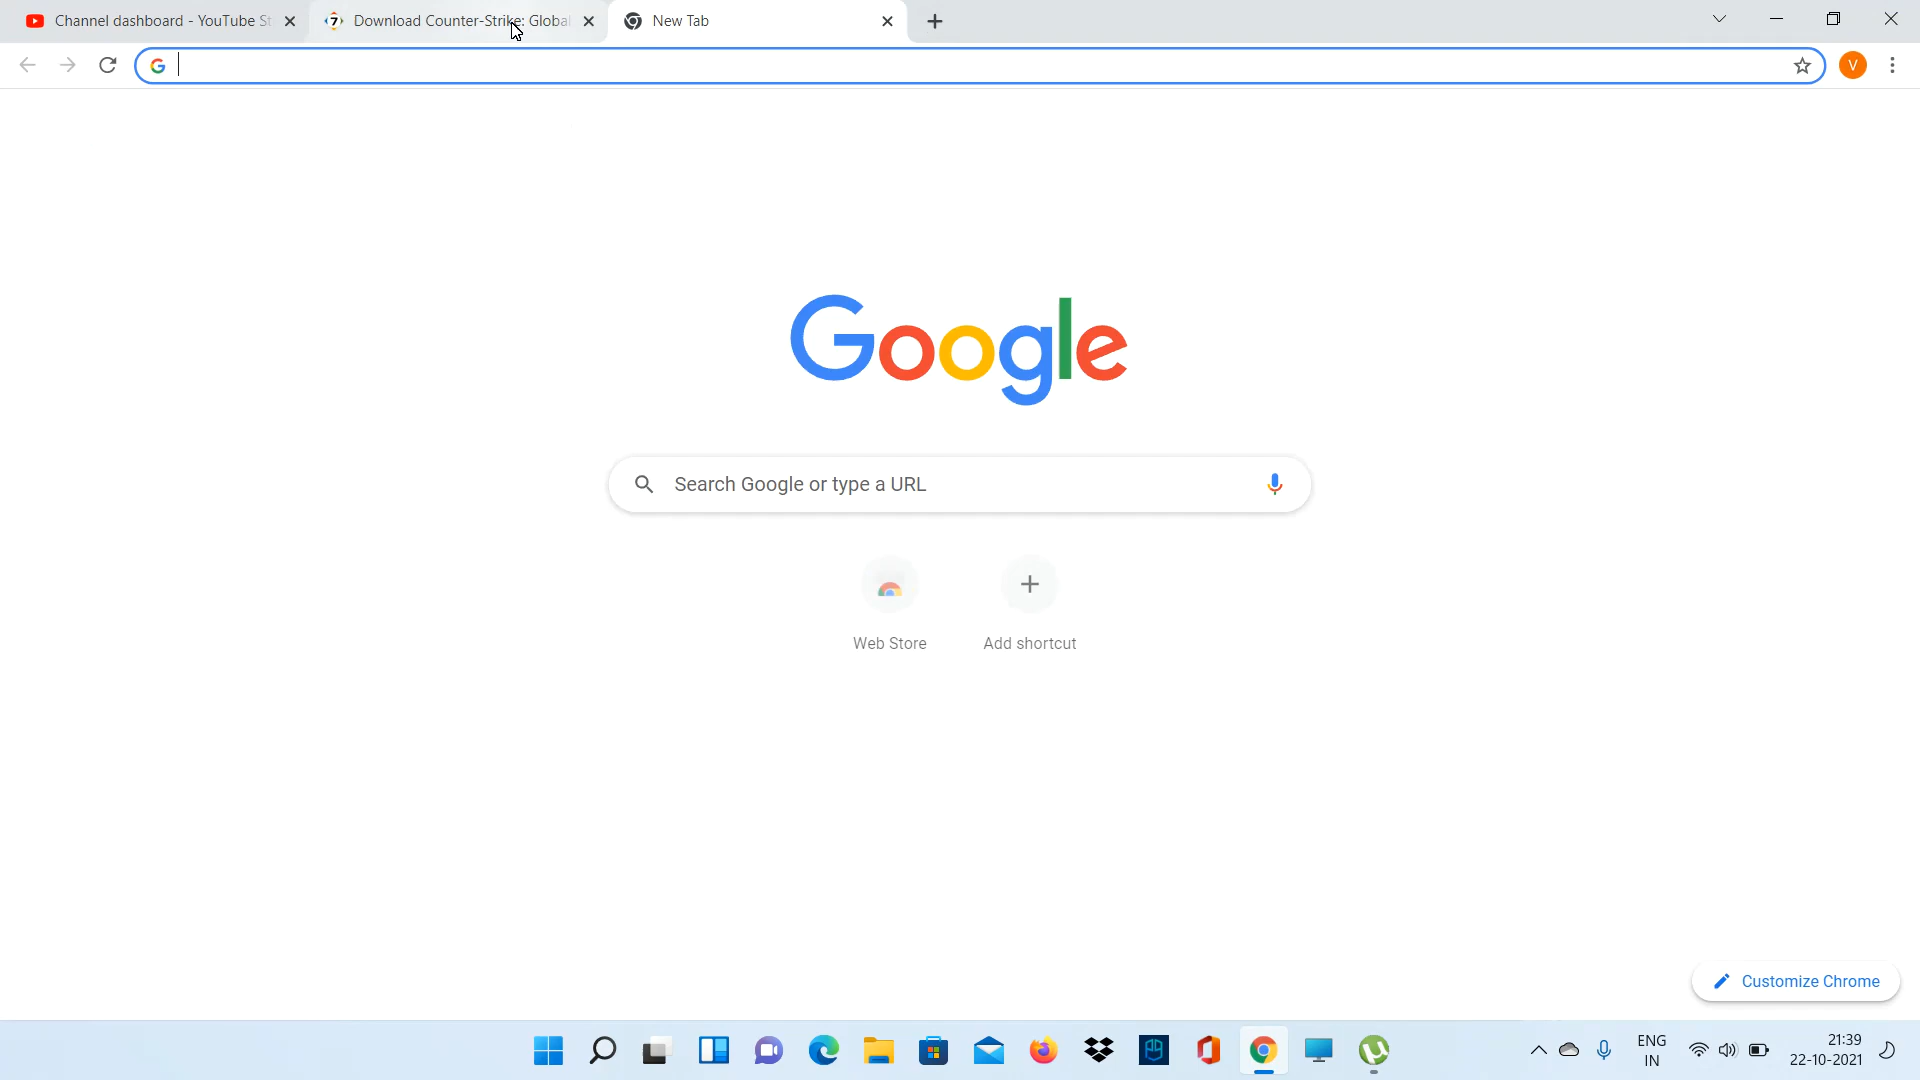 Channel dashboard - YouTube St
7 Download Counter-Strike: Global
New Tab
G
V
Google
Search Google or type a URL
Web Store
Add shortcut
Customize Chrome
ENG
IN
21:39
22-10-2021